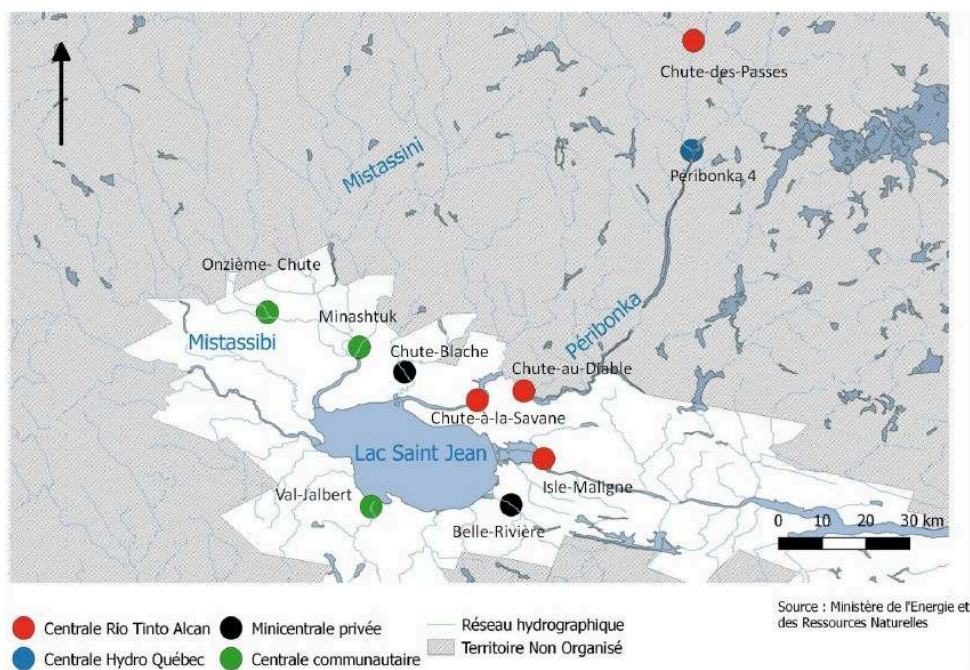 Chute-des-Passes
Mistassini
Péribonka 4
Onzième- Chute
Minashtuk
Péribonka
Mistassibi
Chute-Blache
Chute-au-Diable
Chute-à-la-Savane
Lac Saint Jean
Val-Jalbert
Isle-Maligne
Belle-Rivière
0 10 20 30 km
Centrale Rio Tinto Alcan
Minicentrale privée
Réseau hydrographique
Centrale Hydro Québec
Centrale communautaire
Territoire Non Organisé
Source : Ministère de l'Energie et
des Ressources Naturelles